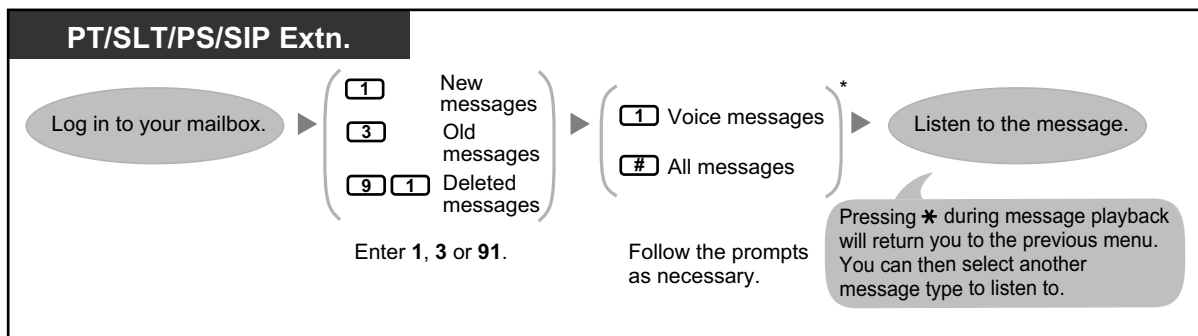 PT/SLT/PS/SIP Extn.
Log in to your mailbox.
1 New
messages
3 Old
messages
9 1 Deleted
messages
Enter 1, 3 or 91.
1 Voice messages
# All messages
*
Follow the prompts
as necessary.
Listen to the message.
Pressing * during message playback
will return you to the previous menu.
You can then select another
message type to listen to.